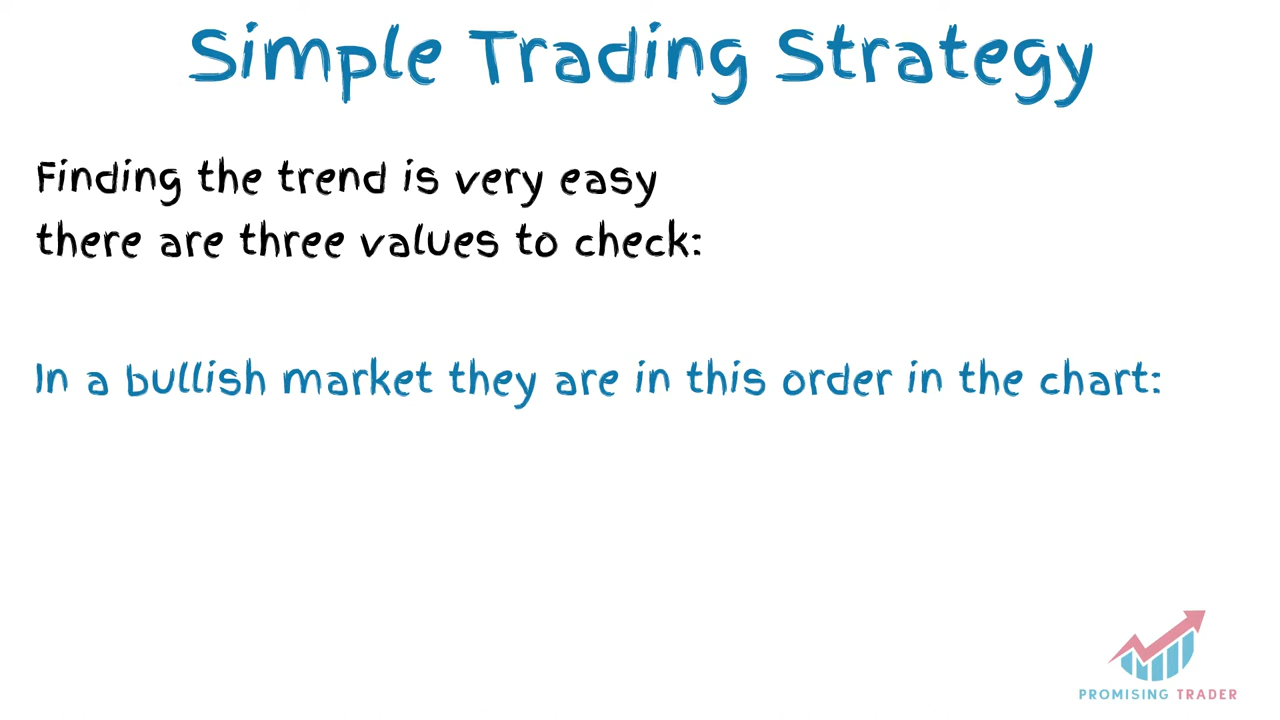 Simple Trading Strategy
Finding the trend is very easy
there are three values to check:
In a bullish market they are in this order in the chart:
PROMISING TRADER